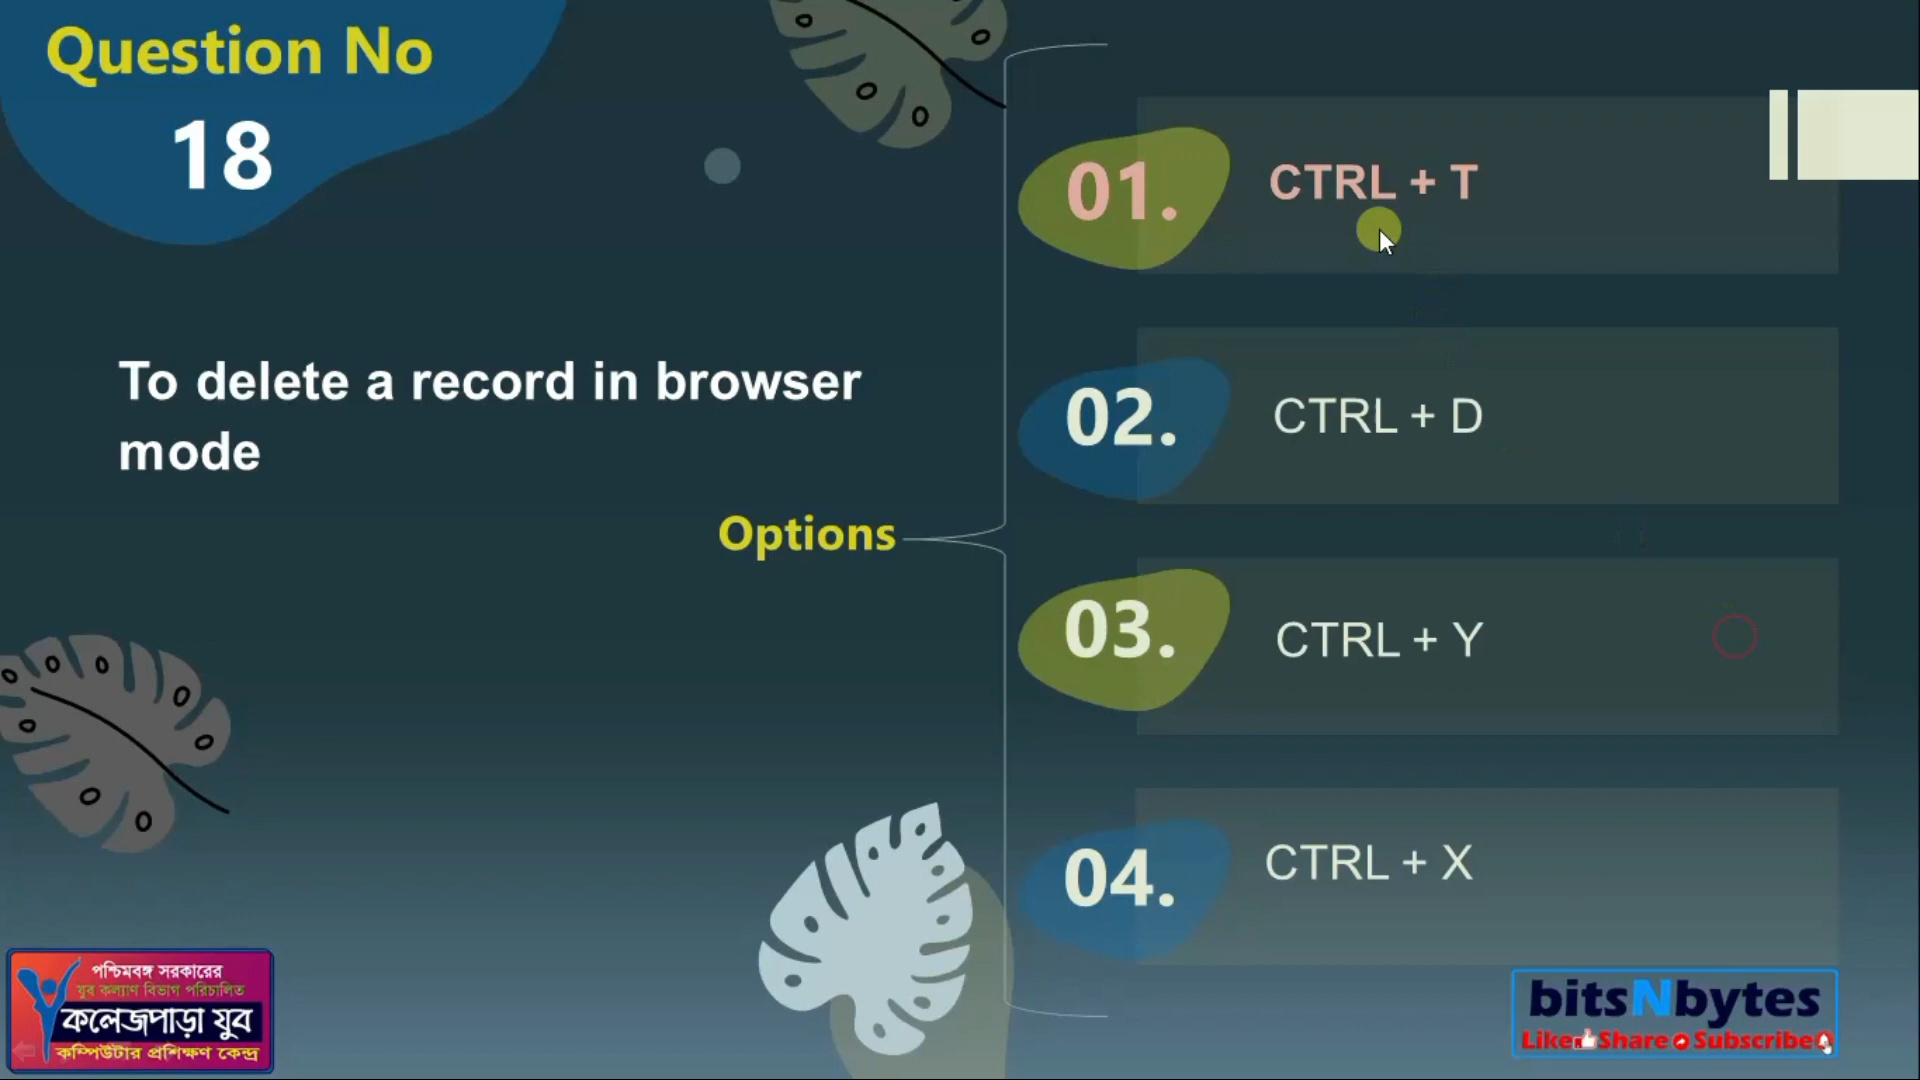 Question No
18
To delete a record in browser
mode
Options
01.
CTRL + T
02.
CTRL + D
03.
CTRL + Y
04.
CTRL + X
পশ্চিমবঙ্গ সরকারের
যুব কল্যাণ বিভাগ পরিচালিত
কলেজপাড়া যুব
কম্পিউটার প্রশিক্ষণ কেন্দ্র
bitsNbytes
Like Share Subscribe